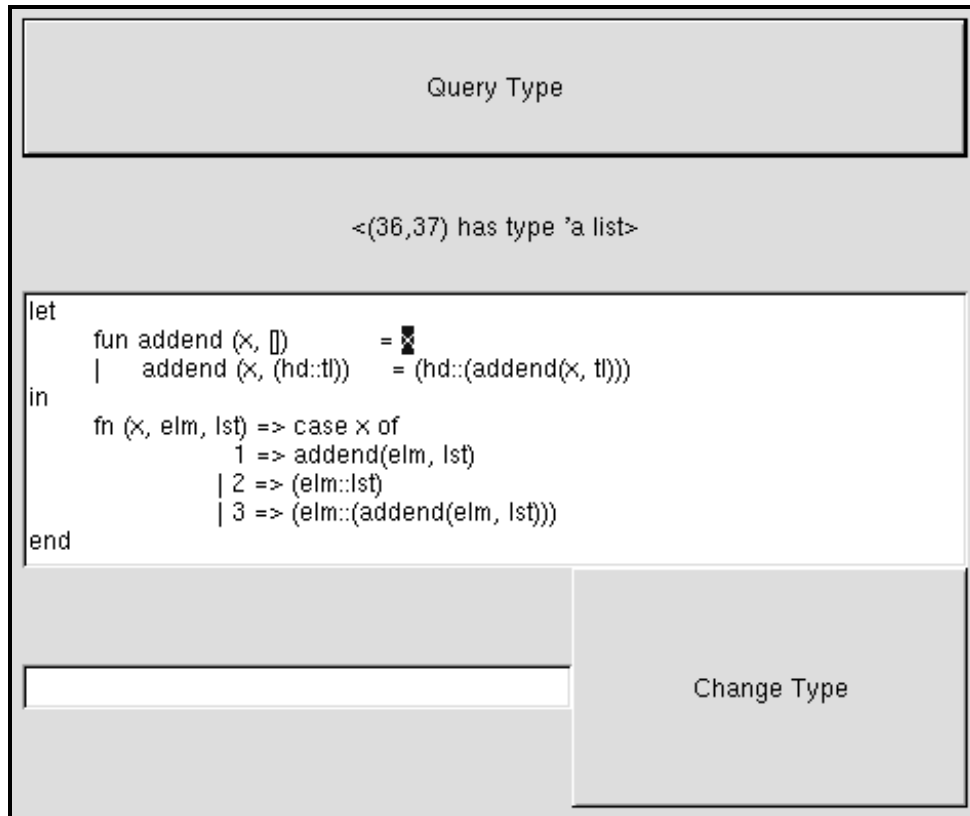 Query Type
<(36,37) has type 'a list>
let
fun addend (x, []) = x
| addend (x, (hd::tl)) = (hd::(addend(x, tl)))
in
fn (x, elm, lst) => case x of
1 => addend(elm, lst)
| 2 => (elm::lst)
| 3 => (elm::(addend(elm, lst)))
end
Change Type